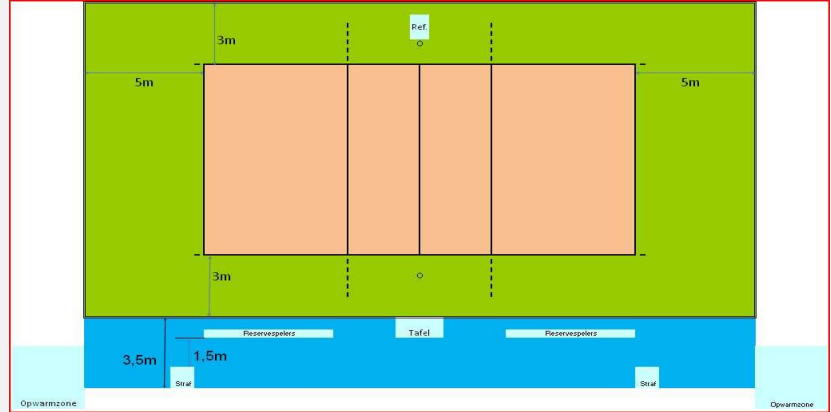 Ref.
3m
5m
5m
3m
Reservespelers
Tafel
Reservespelers
3,5m
1,5m
Straf
Straf
Opwarmzone
Opwarmzone